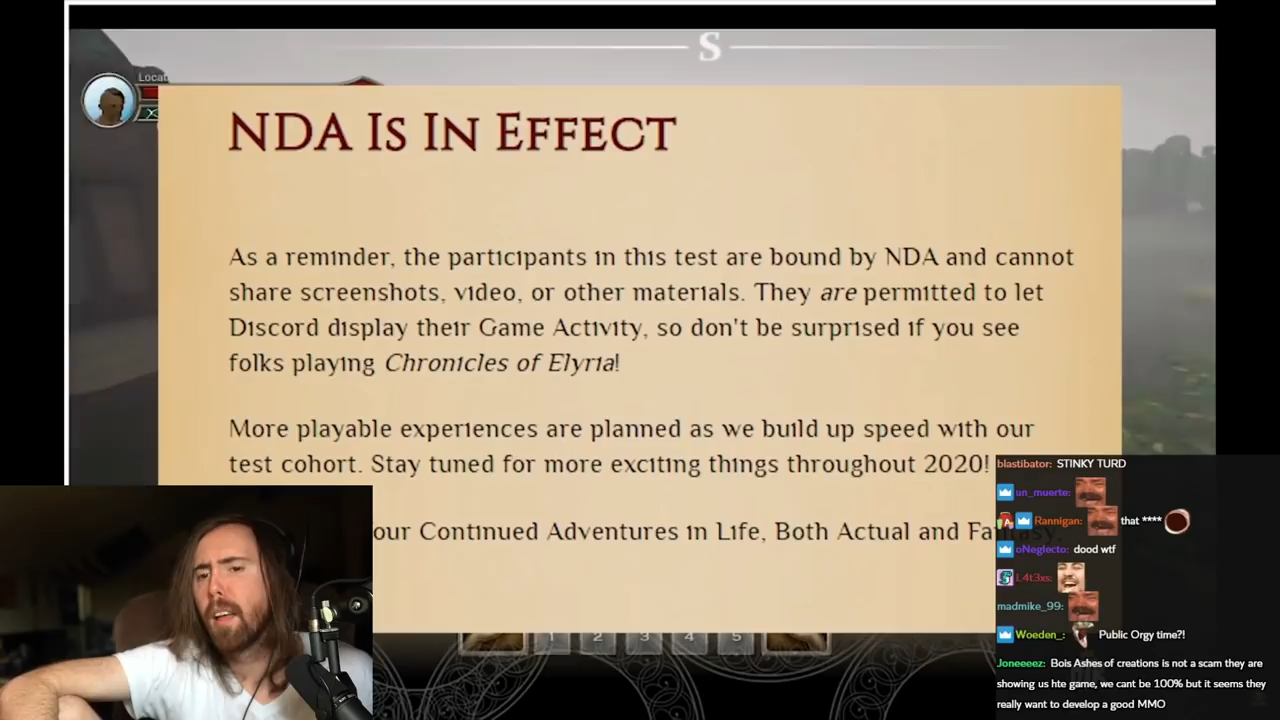 S
Locat
NDA Is In Effect
As a reminder, the participants in this test are bound by NDA and cannot
share screenshots, video, or other materials. They are permitted to let
Discord display their Game Activity, so don't be surprised if you see
folks playing Chronicles of Elyria!
More playable experiences are planned as we build up speed with our
test cohort. Stay tuned for more exciting things throughout 2020!
our Continued Adventures in Life, Both Actual and
1 2 3 4 5
blastibator: STINKY TURD
un_muerte:
Rannigan: that ****
oNeglecto: dood wtf
L4t3xs:
madmike_99:
Woeden_: Public Orgy time?!
Joneeeez: Bois Ashes of creations is not a scam they are
showing us hte game, we cant be 100% but it seems they
really want to develop a good MMO